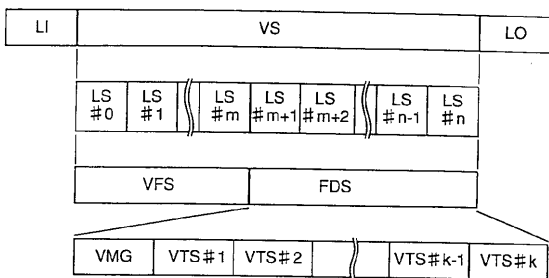 LI VS LO
LS #0 LS #1 LS #m LS #m+1 LS #m+2 LS #n-1 LS #n
VFS FDS
VMG VTS#1 VTS#2 VTS#k-1 VTS#k